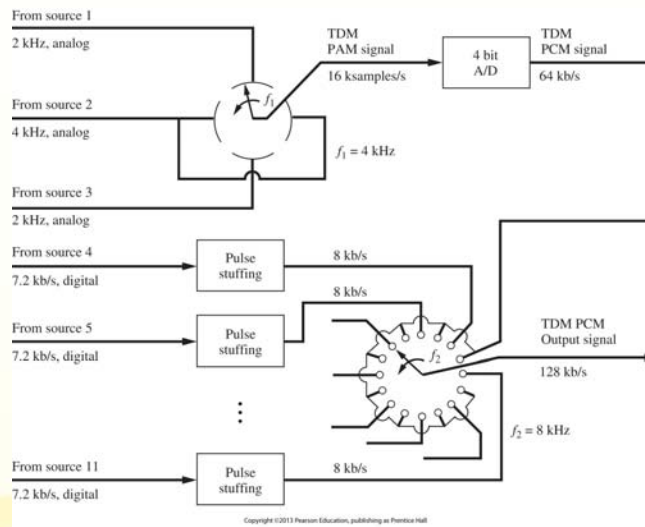 From source 1
2 kHz, analog
TDM
PAM signal
16 ksamples/s
4 bit
A/D
TDM
PCM signal
64 kb/s
f1
From source 2
4 kHz, analog
f1 = 4 kHz
From source 3
2 kHz, analog
From source 4
7.2 kb/s, digital
Pulse
stuffing
8 kb/s
From source 5
7.2 kb/s, digital
Pulse
stuffing
8 kb/s
f2
TDM PCM
Output signal
128 kb/s
f2 = 8 kHz
From source 11
7.2 kb/s, digital
Pulse
stuffing
8 kb/s
Copyright ©2013 Pearson Education, publishing as Prentice Hall